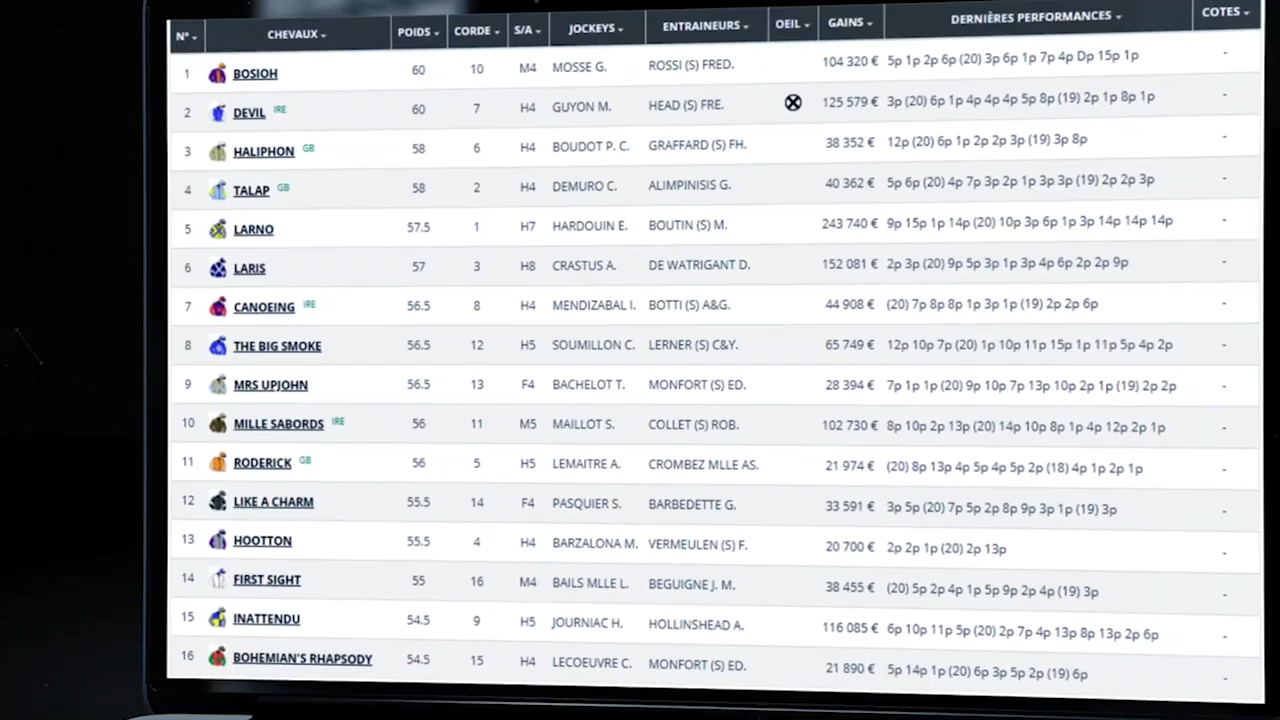 N° CHEVAUX POIDS CORDE S/A JOCKEYS ENTRAINEURS OEIL GAINS DERNIÈRES PERFORMANCES COTES
1 BOSIOH 60 10 M4 MOSSE G. ROSSI (S) FRED. 104 320 € 5p 1p 2p 6p (20) 3p 6p 1p 7p 4p Dp 15p 1p -
2 DEVIL IRE 60 7 H4 GUYON M. HEAD (S) FRE. 125 579 € 3p (20) 6p 1p 4p 4p 4p 5p 8p (19) 2p 1p 8p 1p -
3 HALIPHON GB 58 6 H4 BOUDOT P. C. GRAFFARD (S) FH. 38 352 € 12p (20) 6p 1p 2p 2p 3p (19) 3p 8p -
4 TALAP GB 58 2 H4 DEMURO C. ALIMPINISIS G. 40 362 € 5p 6p (20) 4p 7p 3p 2p 1p 3p 3p (19) 2p 2p 3p -
5 LARNO 57.5 1 H7 HARDOUIN E. BOUTIN (S) M. 243 740 € 9p 15p 1p 14p (20) 10p 3p 6p 1p 3p 14p 14p 14p -
6 LARIS 57 3 H8 CRASTUS A. DE WATRIGANT D. 152 081 € 2p 3p (20) 9p 5p 3p 1p 3p 4p 6p 2p 2p 9p -
7 CANOEING IRE 56.5 8 H4 MENDIZABAL I. BOTTI (S) A&G. 44 908 € (20) 7p 8p 8p 1p 3p 1p (19) 2p 2p 6p -
8 THE BIG SMOKE 56.5 12 H5 SOUMILLON C. LERNER (S) C&Y. 65 749 € 12p 10p 7p (20) 1p 10p 11p 15p 1p 11p 5p 4p 2p -
9 MRS UPJOHN 56.5 13 F4 BACHELOT T. MONFORT (S) ED. 28 394 € 7p 1p 1p (20) 9p 10p 7p 13p 10p 2p 1p (19) 2p 2p -
10 MILLE SABORDS IRE 56 11 M5 MAILLOT S. COLLET (S) ROB. 102 730 € 8p 10p 2p 13p (20) 14p 10p 8p 1p 4p 12p 2p 1p -
11 RODERICK GB 56 5 H5 LEMAITRE A. CROMBEZ MLLE AS. 21 974 € (20) 8p 13p 4p 5p 4p 5p 2p (18) 4p 1p 2p 1p -
12 LIKE A CHARM 55.5 14 F4 PASQUIER S. BARBEDETTE G. 33 591 € 3p 5p (20) 7p 5p 2p 8p 9p 3p 1p (19) 3p -
13 HOOTTON 55.5 4 H4 BARZALONA M. VERMEULEN (S) F. 20 700 € 2p 2p 1p (20) 2p 13p -
14 FIRST SIGHT 55 16 M4 BAILS MLLE L. BEGUIGNE J. M. 38 455 € (20) 5p 2p 4p 1p 5p 9p 2p 4p (19) 3p -
15 INATTENDU 54.5 9 H5 JOURNIAC H. HOLLINSHEAD A. 116 085 € 6p 10p 11p 5p (20) 2p 7p 4p 13p 8p 13p 2p 6p -
16 BOHEMIAN'S RHAPSODY 54.5 15 H4 LECOEUVRE C. MONFORT (S) ED. 21 890 € 5p 14p 1p (20) 6p 3p 5p 2p (19) 6p -